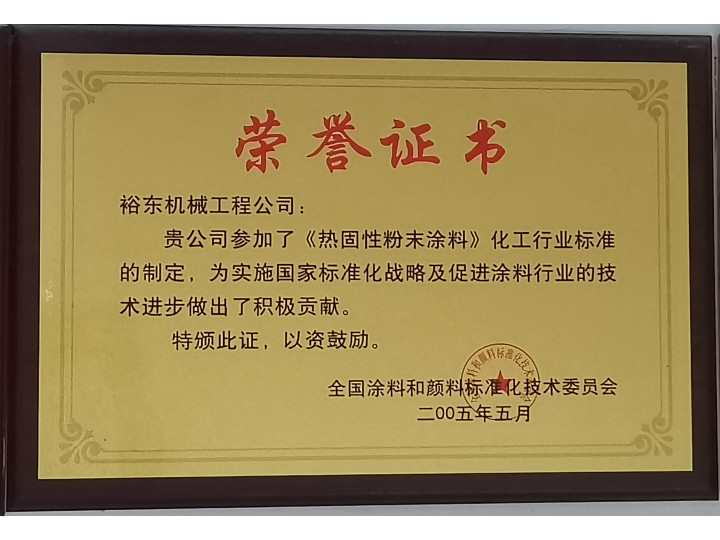 荣誉证书
裕东机械工程公司：
贵公司参加了《热固性粉末涂料》化工行业标准
的制定，为实施国家标准化战略及促进涂料行业的技
术进步做出了积极贡献。
特颁此证，以资鼓励。
全国涂料和颜料标准化技术委员会
二00五年五月